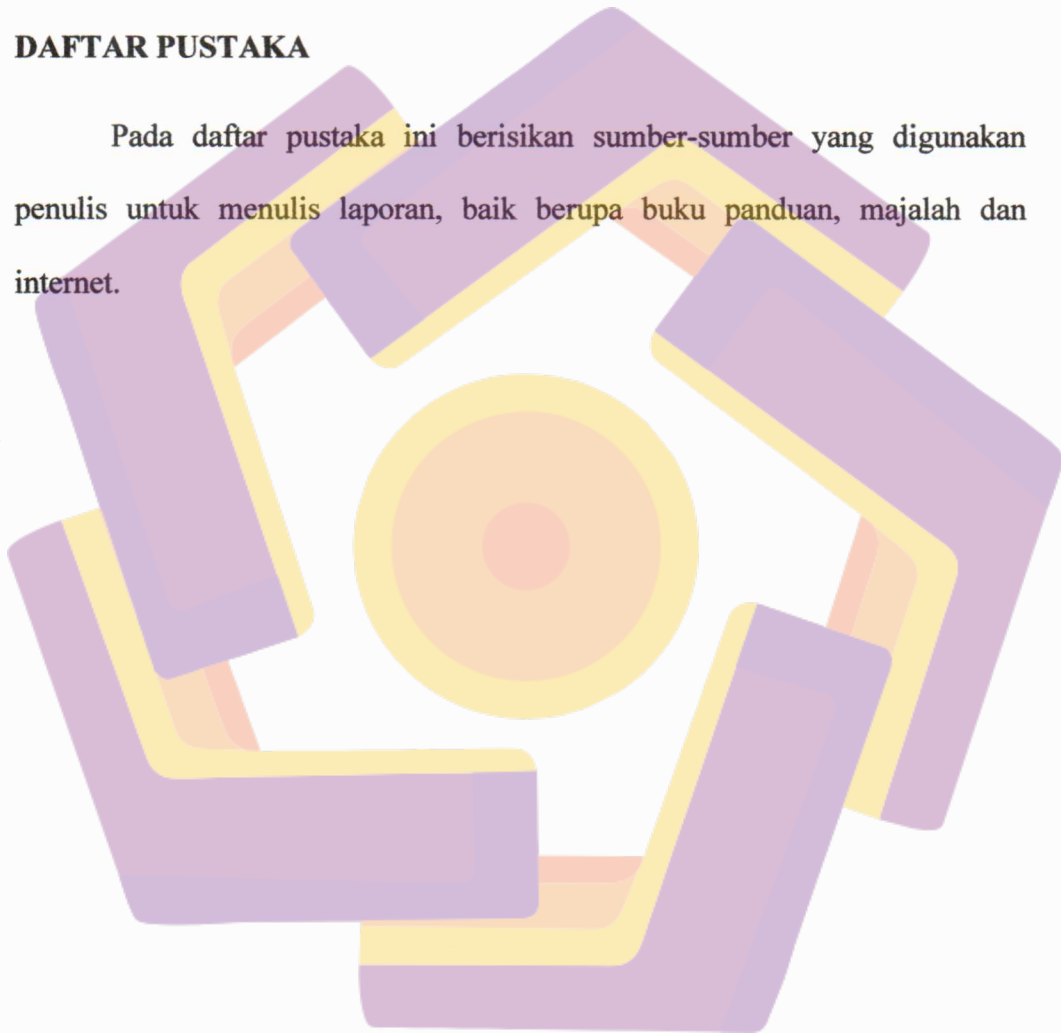 DAFTAR PUSTAKA
Pada daftar pustaka ini berisikan sumber-sumber yang digunakan
penulis untuk menulis laporan, baik berupa buku panduan, majalah dan
internet.